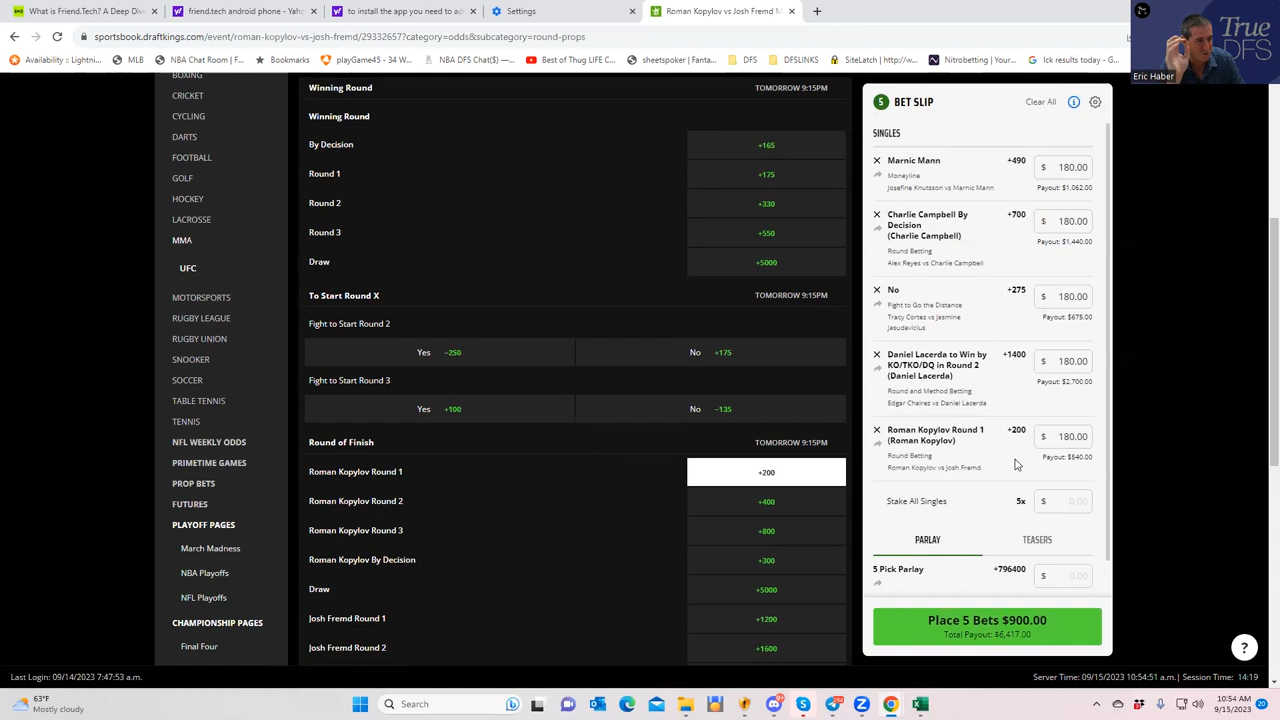 What is Friend.Tech? A Deep Div
friend.tech android phone - Yaho
to install the app you need to s
Settings
Roman Kopylov vs Josh Fremd M
sportsbook.draftkings.com/event/roman-kopylov-vs-josh-fremd/29332657?category=odds&subcategory=round-props
Availability :: Lightnin
MLB
NBA Chat Room | F
Bookmarks
playGame45 - UNITE
NBA DFS Chat($) —
Best of Thug LIFE C
sheetspoker | Fanta
DFS
DFSLINKS
SiteLatch | http://w
Nitrobetting | You
lck results today - G
True
DFS
Eric Haber
BOXING
CRICKET
CYCLING
DARTS
FOOTBALL
GOLF
HOCKEY
LACROSSE
MMA
UFC
MOTORSPORTS
RUGBY LEAGUE
RUGBY UNION
SNOOKER
SOCCER
TABLE TENNIS
TENNIS
NFL WEEKLY ODDS
PRIMETIME GAMES
PROP BETS
FUTURES
PLAYOFF PAGES
March Madness
NBA Playoffs
NFL Playoffs
CHAMPIONSHIP PAGES
Final Four
Winning Round TOMORROW 9:15PM
Winning Round
By Decision +165
Round 1 +175
Round 2 +330
Round 3 +550
Draw +5000
To Start Round X TOMORROW 9:15PM
Fight to Start Round 2
Yes −250 No +175
Fight to Start Round 3
Yes +100 No −135
Round of Finish TOMORROW 9:15PM
Roman Kopylov Round 1 +200
Roman Kopylov Round 2 +400
Roman Kopylov Round 3 +800
Roman Kopylov By Decision +300
Draw +5000
Josh Fremd Round 1 +1200
Josh Fremd Round 2 +1600
5 BET SLIP Clear All
SINGLES
Marnic Mann +490 $ 180.00
Moneyline
Josefine Knutsson vs Marnic Mann Payout: $1,062.00
Charlie Campbell By +700 $ 180.00
Decision
(Charlie Campbell) Payout: $1,440.00
Round Betting
Alex Reyes vs Charlie Campbell
No +275 $ 180.00
Fight to Go the Distance
Tracy Cortez vs Jasmine Payout: $675.00
Jasudavicius
Daniel Lacerda to Win by +1400 $ 180.00
KO/TKO/DQ in Round 2
(Daniel Lacerda) Payout: $2,700.00
Round and Method Betting
Edgar Chairez vs Daniel Lacerda
Roman Kopylov Round 1 +200 $ 180.00
(Roman Kopylov)
Round Betting Payout: $540.00
Roman Kopylov vs Josh Fremd
Stake All Singles 5x $ 0.00
PARLAY TEASERS
5 Pick Parlay +796400 $ 0.00
Place 5 Bets $900.00
Total Payout: $6,417.00
?
Last Login: 09/14/2023 7:47:53 a.m.
Server Time: 09/15/2023 10:54:51 a.m.| Session Time: 14:19
63°F
Mostly cloudy
Search
10:54 AM
9/15/2023
20